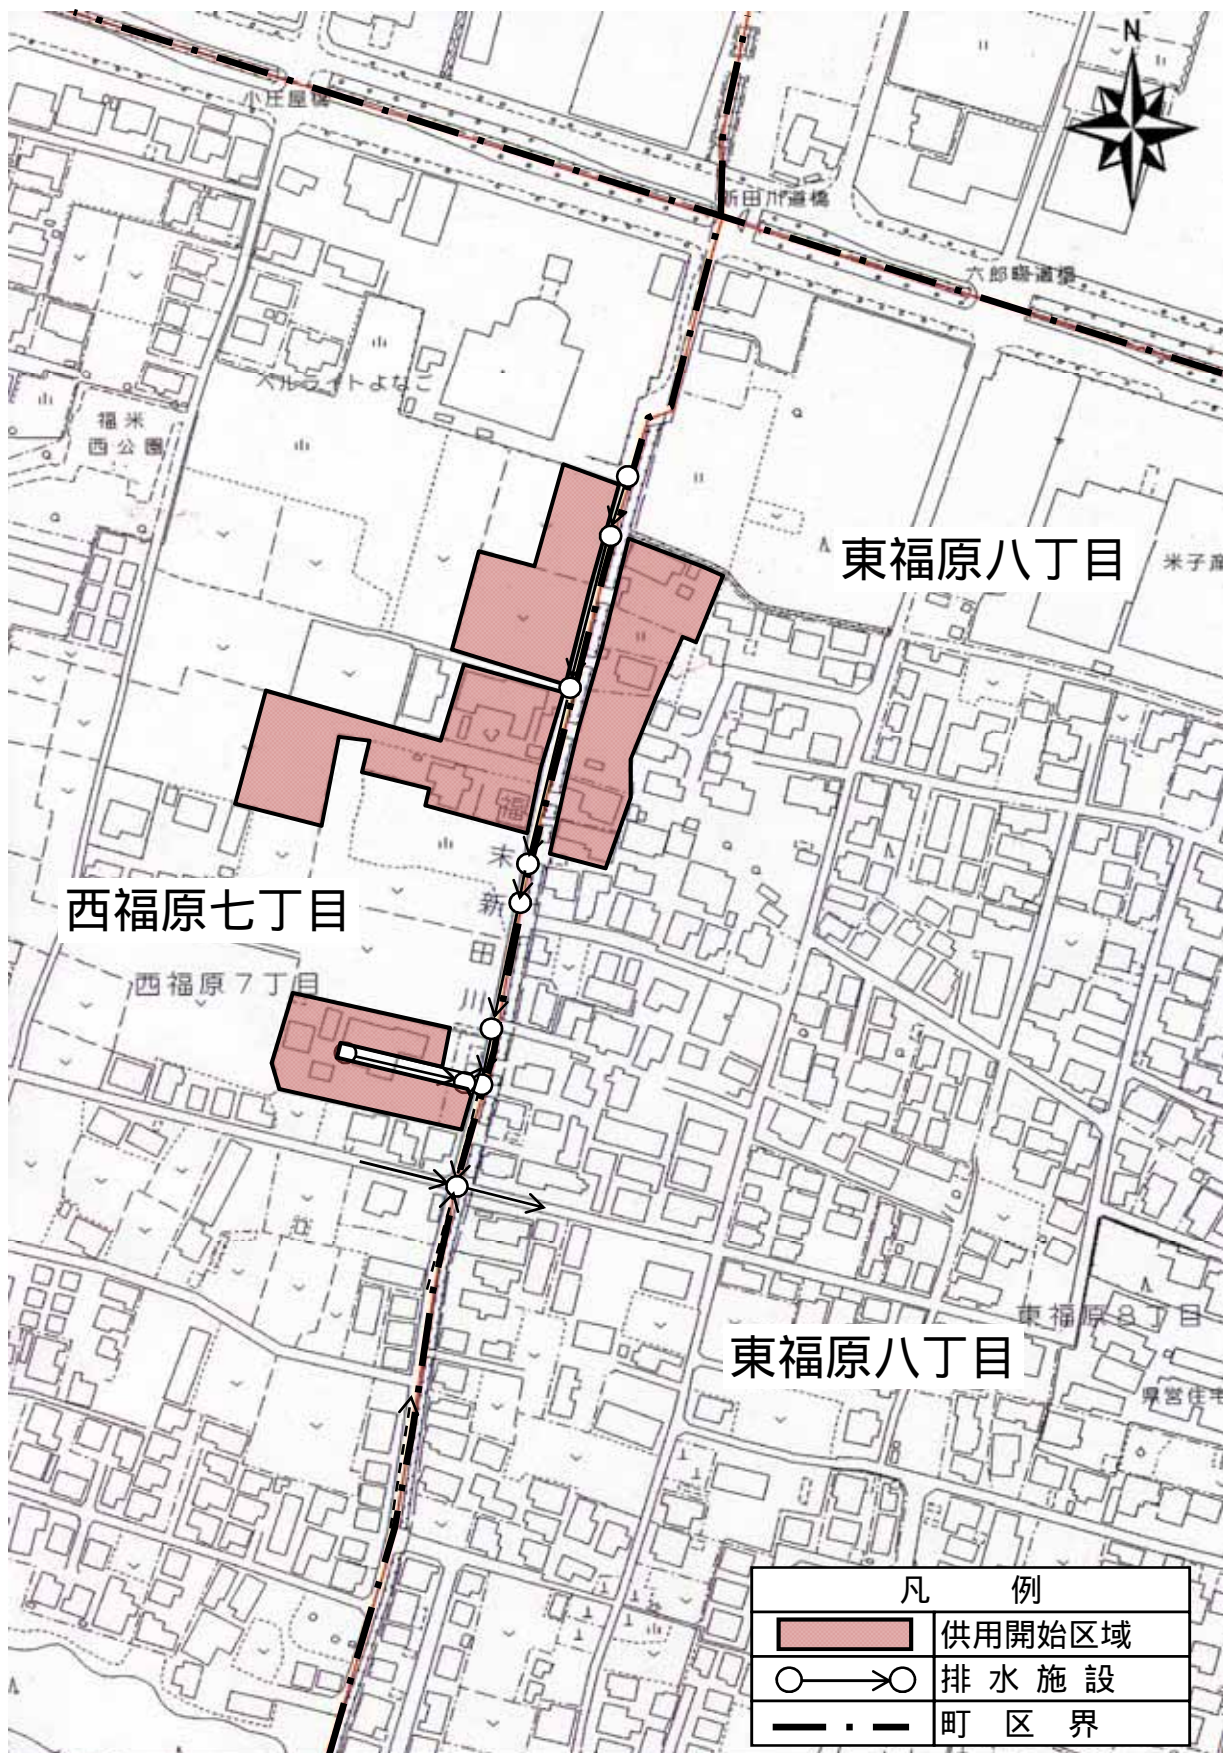 N
小庄屋橋
新田川道橋
六郎疇道橋
ベルライトよなご
福米
西公園
東福原八丁目
米子産
福
末
新
田
川
西福原七丁目
西福原7丁目
東福原8丁目
東福原八丁目
県営住宅
凡 例
供用開始区域
排水施設
町区界